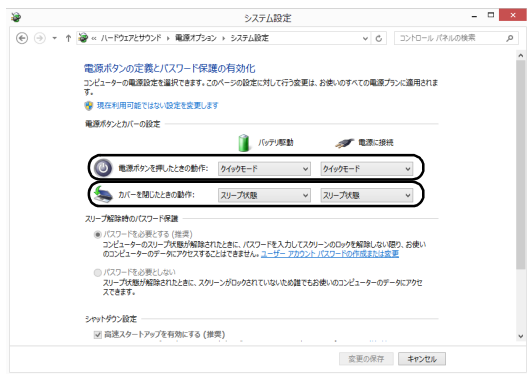 システム設定
« ハードウェアとサウンド ▸ 電源オプション ▸ システム設定
コントロール パネルの検索
電源ボタンの定義とパスワード保護の有効化
コンピューターの電源設定を選択できます。このページの設定に対して行う変更は、お使いのすべての電源プランに適用されま
す。
現在利用可能ではない設定を変更します
電源ボタンとカバーの設定
バッテリ駆動 電源に接続
電源ボタンを押したときの動作: クイックモード クイックモード
カバーを閉じたときの動作: スリープ状態 スリープ状態
スリープ解除時のパスワード保護
パスワードを必要とする (推奨)
コンピューターのスリープ状態が解除されたときに、パスワードを入力してスクリーンのロックを解除しない限り、お使い
のコンピューターのデータにアクセスすることはできません。ユーザー アカウント パスワードの作成または変更
パスワードを必要としない
スリープ状態が解除されたときに、スクリーンがロックされていないため誰でもお使いのコンピューターのデータにアクセ
スできます。
シャットダウン設定
高速スタートアップを有効にする (推奨)
変更の保存 キャンセル